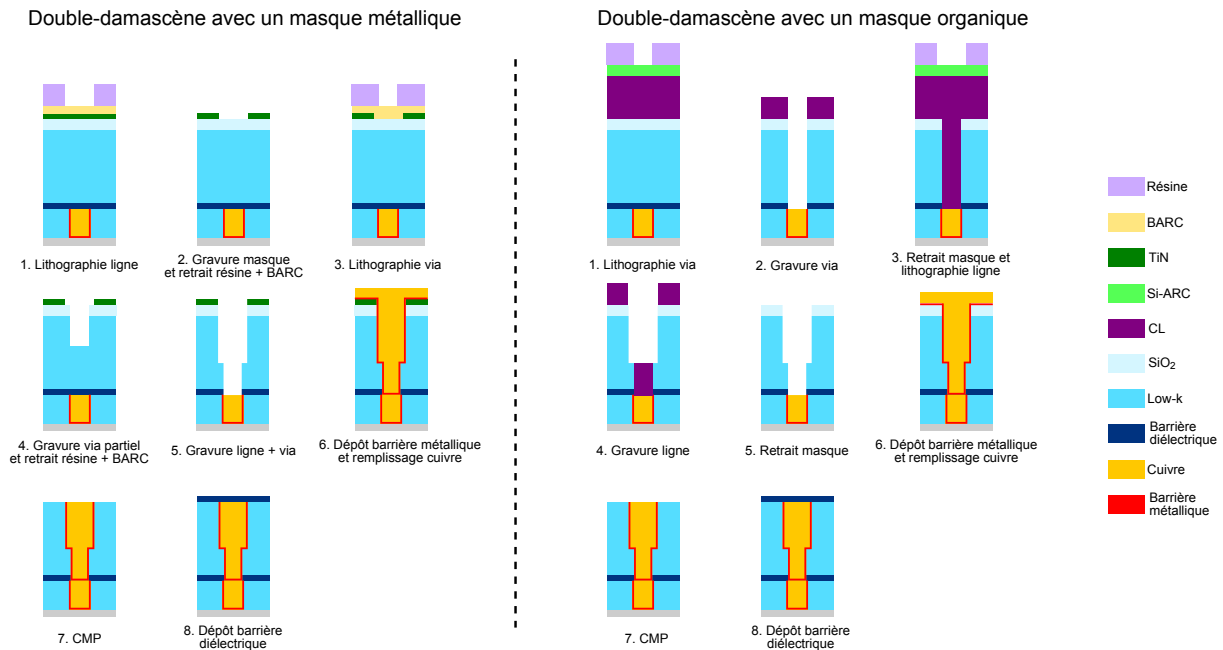 Double-damascène avec un masque métallique
1. Lithographie ligne
2. Gravure masque
et retrait résine + BARC
3. Lithographie via
4. Gravure via partiel
et retrait résine + BARC
5. Gravure ligne + via
6. Dépôt barrière métallique
et remplissage cuivre
7. CMP
8. Dépôt barrière
diélectrique
Double-damascène avec un masque organique
1. Lithographie via
2. Gravure via
3. Retrait masque et
lithographie ligne
4. Gravure ligne
5. Retrait masque
6. Dépôt barrière métallique
et remplissage cuivre
7. CMP
8. Dépôt barrière
diélectrique
Résine
BARC
TiN
Si-ARC
CL
SiO₂
Low-k
Barrière
diélectrique
Cuivre
Barrière
métallique